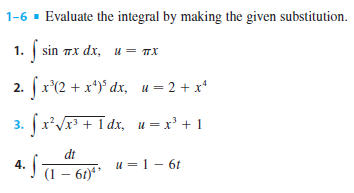 1–6 ▪ Evaluate the integral by making the given substitution.
1. ∫ sin πx dx, u = πx
2. ∫ x³(2 + x⁴)⁵ dx, u = 2 + x⁴
3. ∫ x²√(x³ + 1) dx, u = x³ + 1
4. ∫ dt/(1 − 6t)⁴, u = 1 − 6t